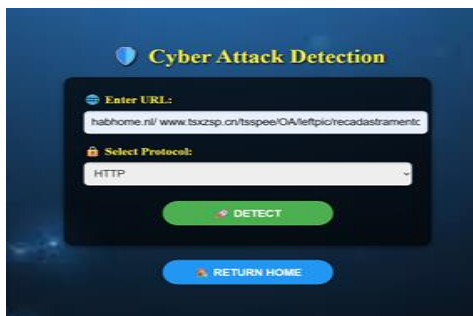 Cyber Attack Detection
Enter URL:
habhome.nl/ www.tsxzsp.cn/tsspee/OA/leftpic/recadastramentc
Select Protocol:
HTTP
DETECT
RETURN HOME